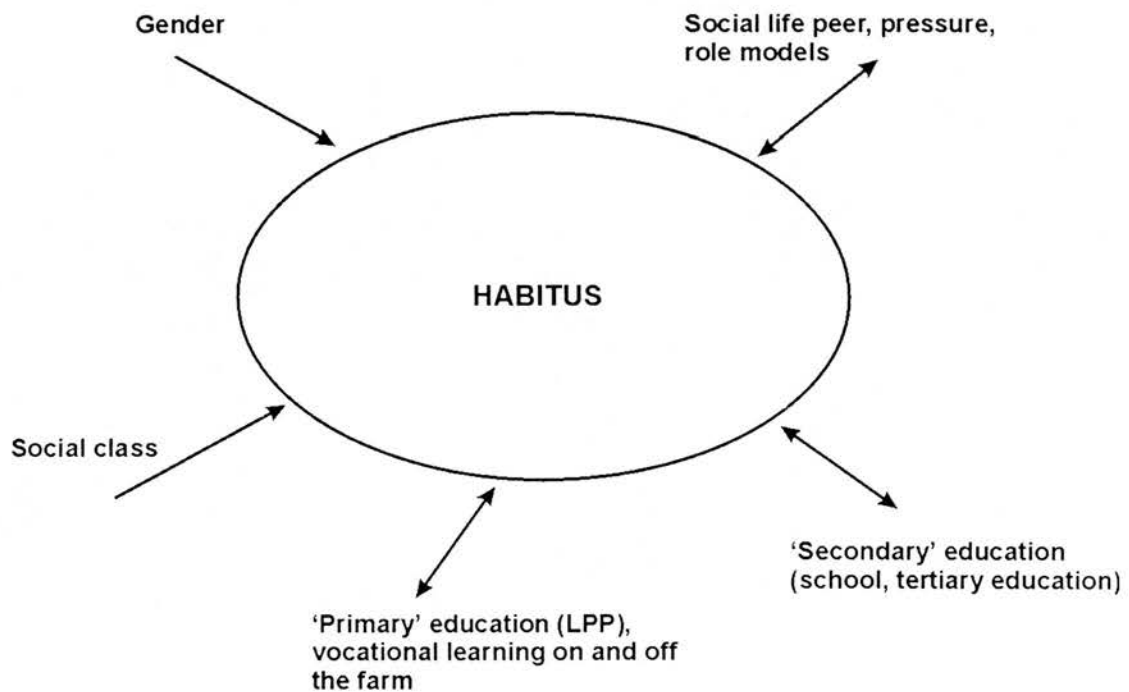 Gender
Social life peer, pressure,
role models
HABITUS
Social class
‘Secondary’ education
(school, tertiary education)
‘Primary’ education (LPP),
vocational learning on and off
the farm